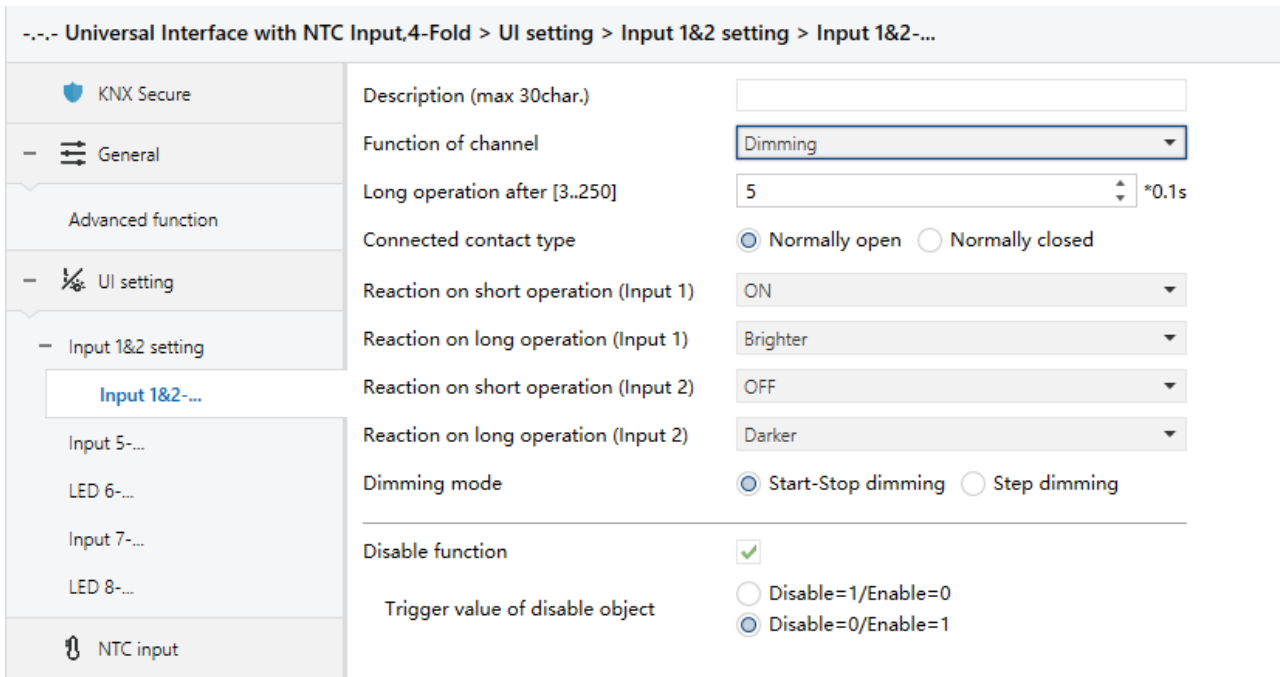 -.-.- Universal Interface with NTC Input,4-Fold > UI setting > Input 1&2 setting > Input 1&2-...
KNX Secure
General
Advanced function
UI setting
Input 1&2 setting
Input 1&2-...
Input 5-...
LED 6-...
Input 7-...
LED 8-...
NTC input
Description (max 30char.)
Function of channel
Dimming
Long operation after [3..250]
5
*0.1s
Connected contact type
Normally open
Normally closed
Reaction on short operation (Input 1)
ON
Reaction on long operation (Input 1)
Brighter
Reaction on short operation (Input 2)
OFF
Reaction on long operation (Input 2)
Darker
Dimming mode
Start-Stop dimming
Step dimming
Disable function
Trigger value of disable object
Disable=1/Enable=0
Disable=0/Enable=1